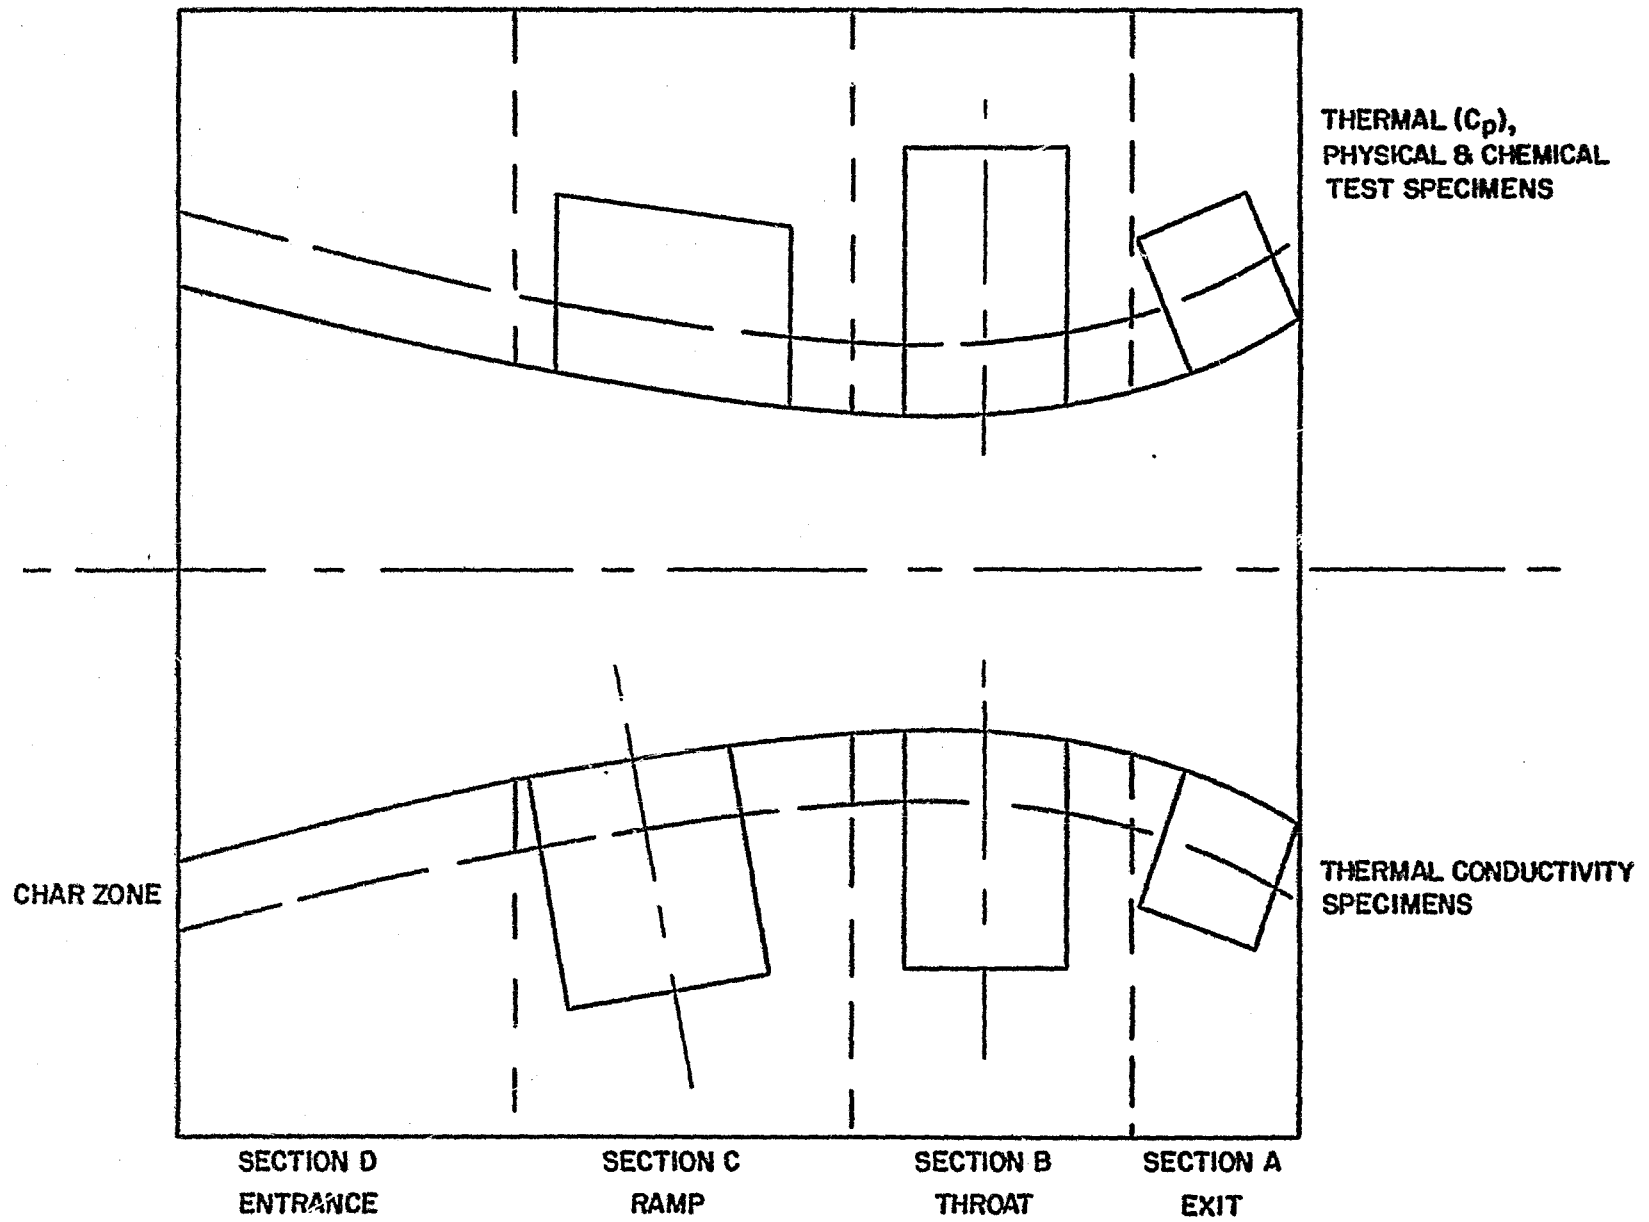 THERMAL (Cp),
PHYSICAL & CHEMICAL
TEST SPECIMENS
CHAR ZONE
THERMAL CONDUCTIVITY
SPECIMENS
SECTION D
ENTRANCE
SECTION C
RAMP
SECTION B
THROAT
SECTION A
EXIT